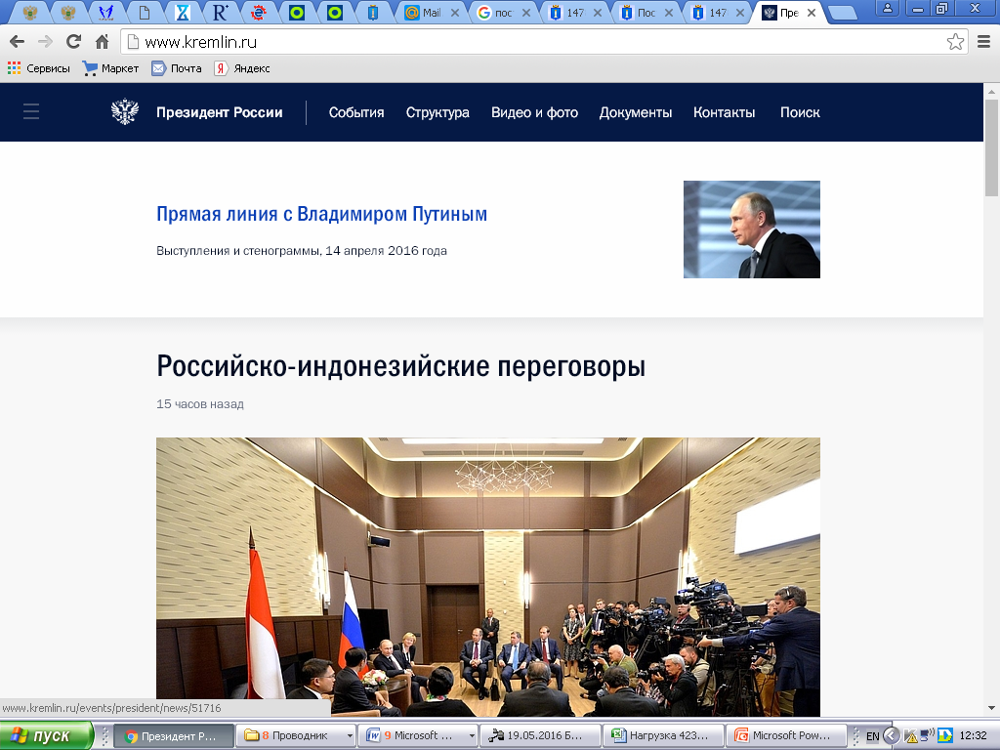 Mail
пос
147
Пос
147
Пре
www.kremlin.ru
Сервисы Маркет Почта Яндекс
Президент России События Структура Видео и фото Документы Контакты Поиск
Прямая линия с Владимиром Путиным
Выступления и стенограммы, 14 апреля 2016 года
Российско-индонезийские переговоры
15 часов назад
www.kremlin.ru/events/president/news/51716
пуск Президент Р... 8 Проводник 9 Microsoft ... 19.05.2016 Б... Нагрузка 423... Microsoft Pow... EN 12:32